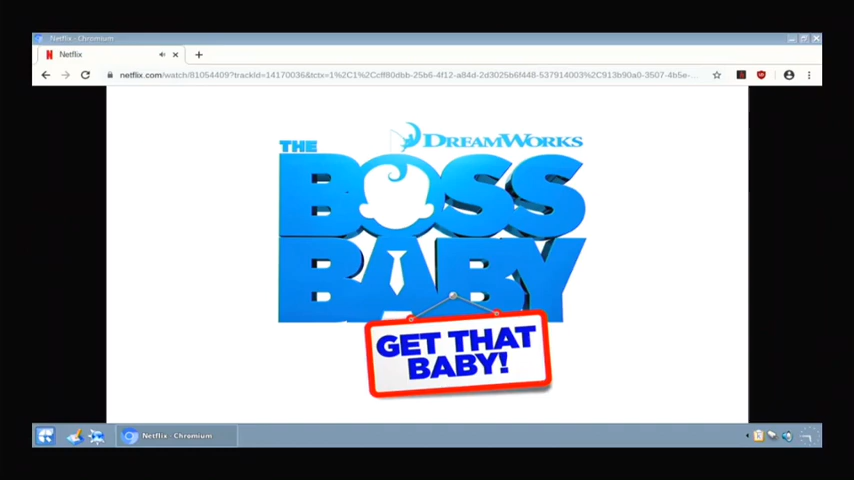 Netflix - Chromium
Netflix
netflix.com/watch/81054409?trackId=14170036&tctx=1%2C1%2Ccff80dbb-25b6-4f12-a84d-2d3025b6f448-537914003%2C913b90a0-3507-4b5e-...
DREAMWORKS
THE
BOSS
BABY
GET THAT
BABY!
Netflix - Chromium